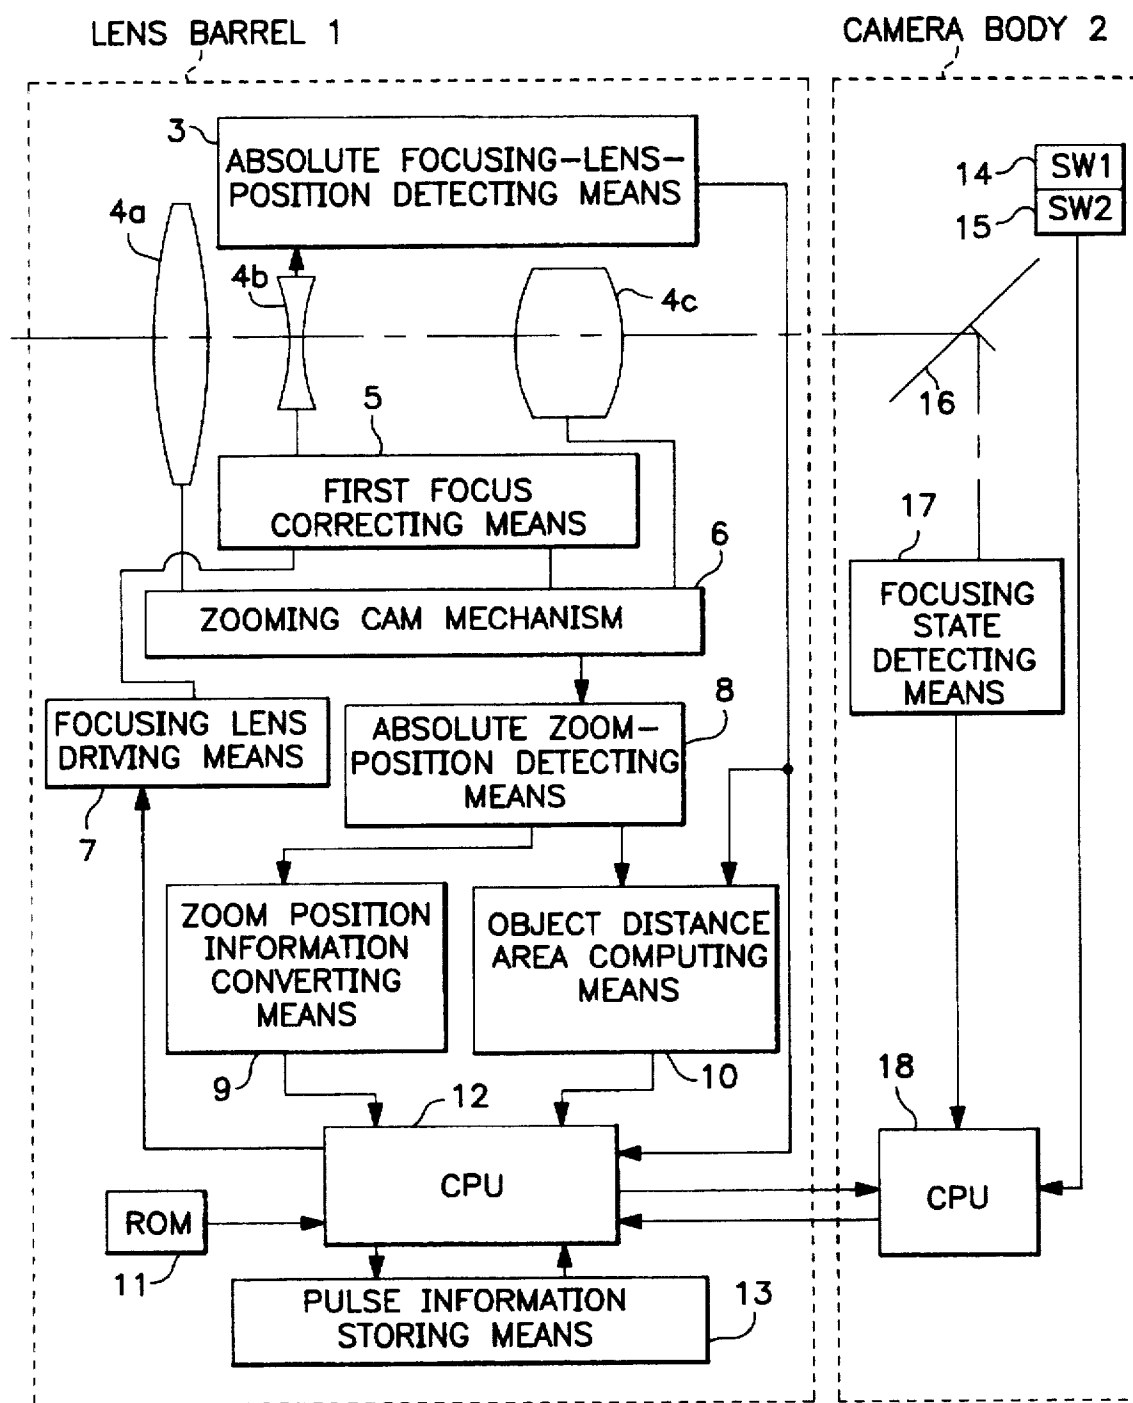 LENS BARREL 1
CAMERA BODY 2
3
ABSOLUTE FOCUSING-LENS-
POSITION DETECTING MEANS
14
SW1
15
SW2
4a
4b
4c
16
5
FIRST FOCUS
CORRECTING MEANS
17
FOCUSING
STATE
DETECTING
MEANS
6
ZOOMING CAM MECHANISM
8
FOCUSING LENS
DRIVING MEANS
7
ABSOLUTE ZOOM-
POSITION DETECTING
MEANS
ZOOM POSITION
INFORMATION
CONVERTING
MEANS
9
OBJECT DISTANCE
AREA COMPUTING
MEANS
10
12
CPU
18
CPU
ROM
11
PULSE INFORMATION
STORING MEANS
13